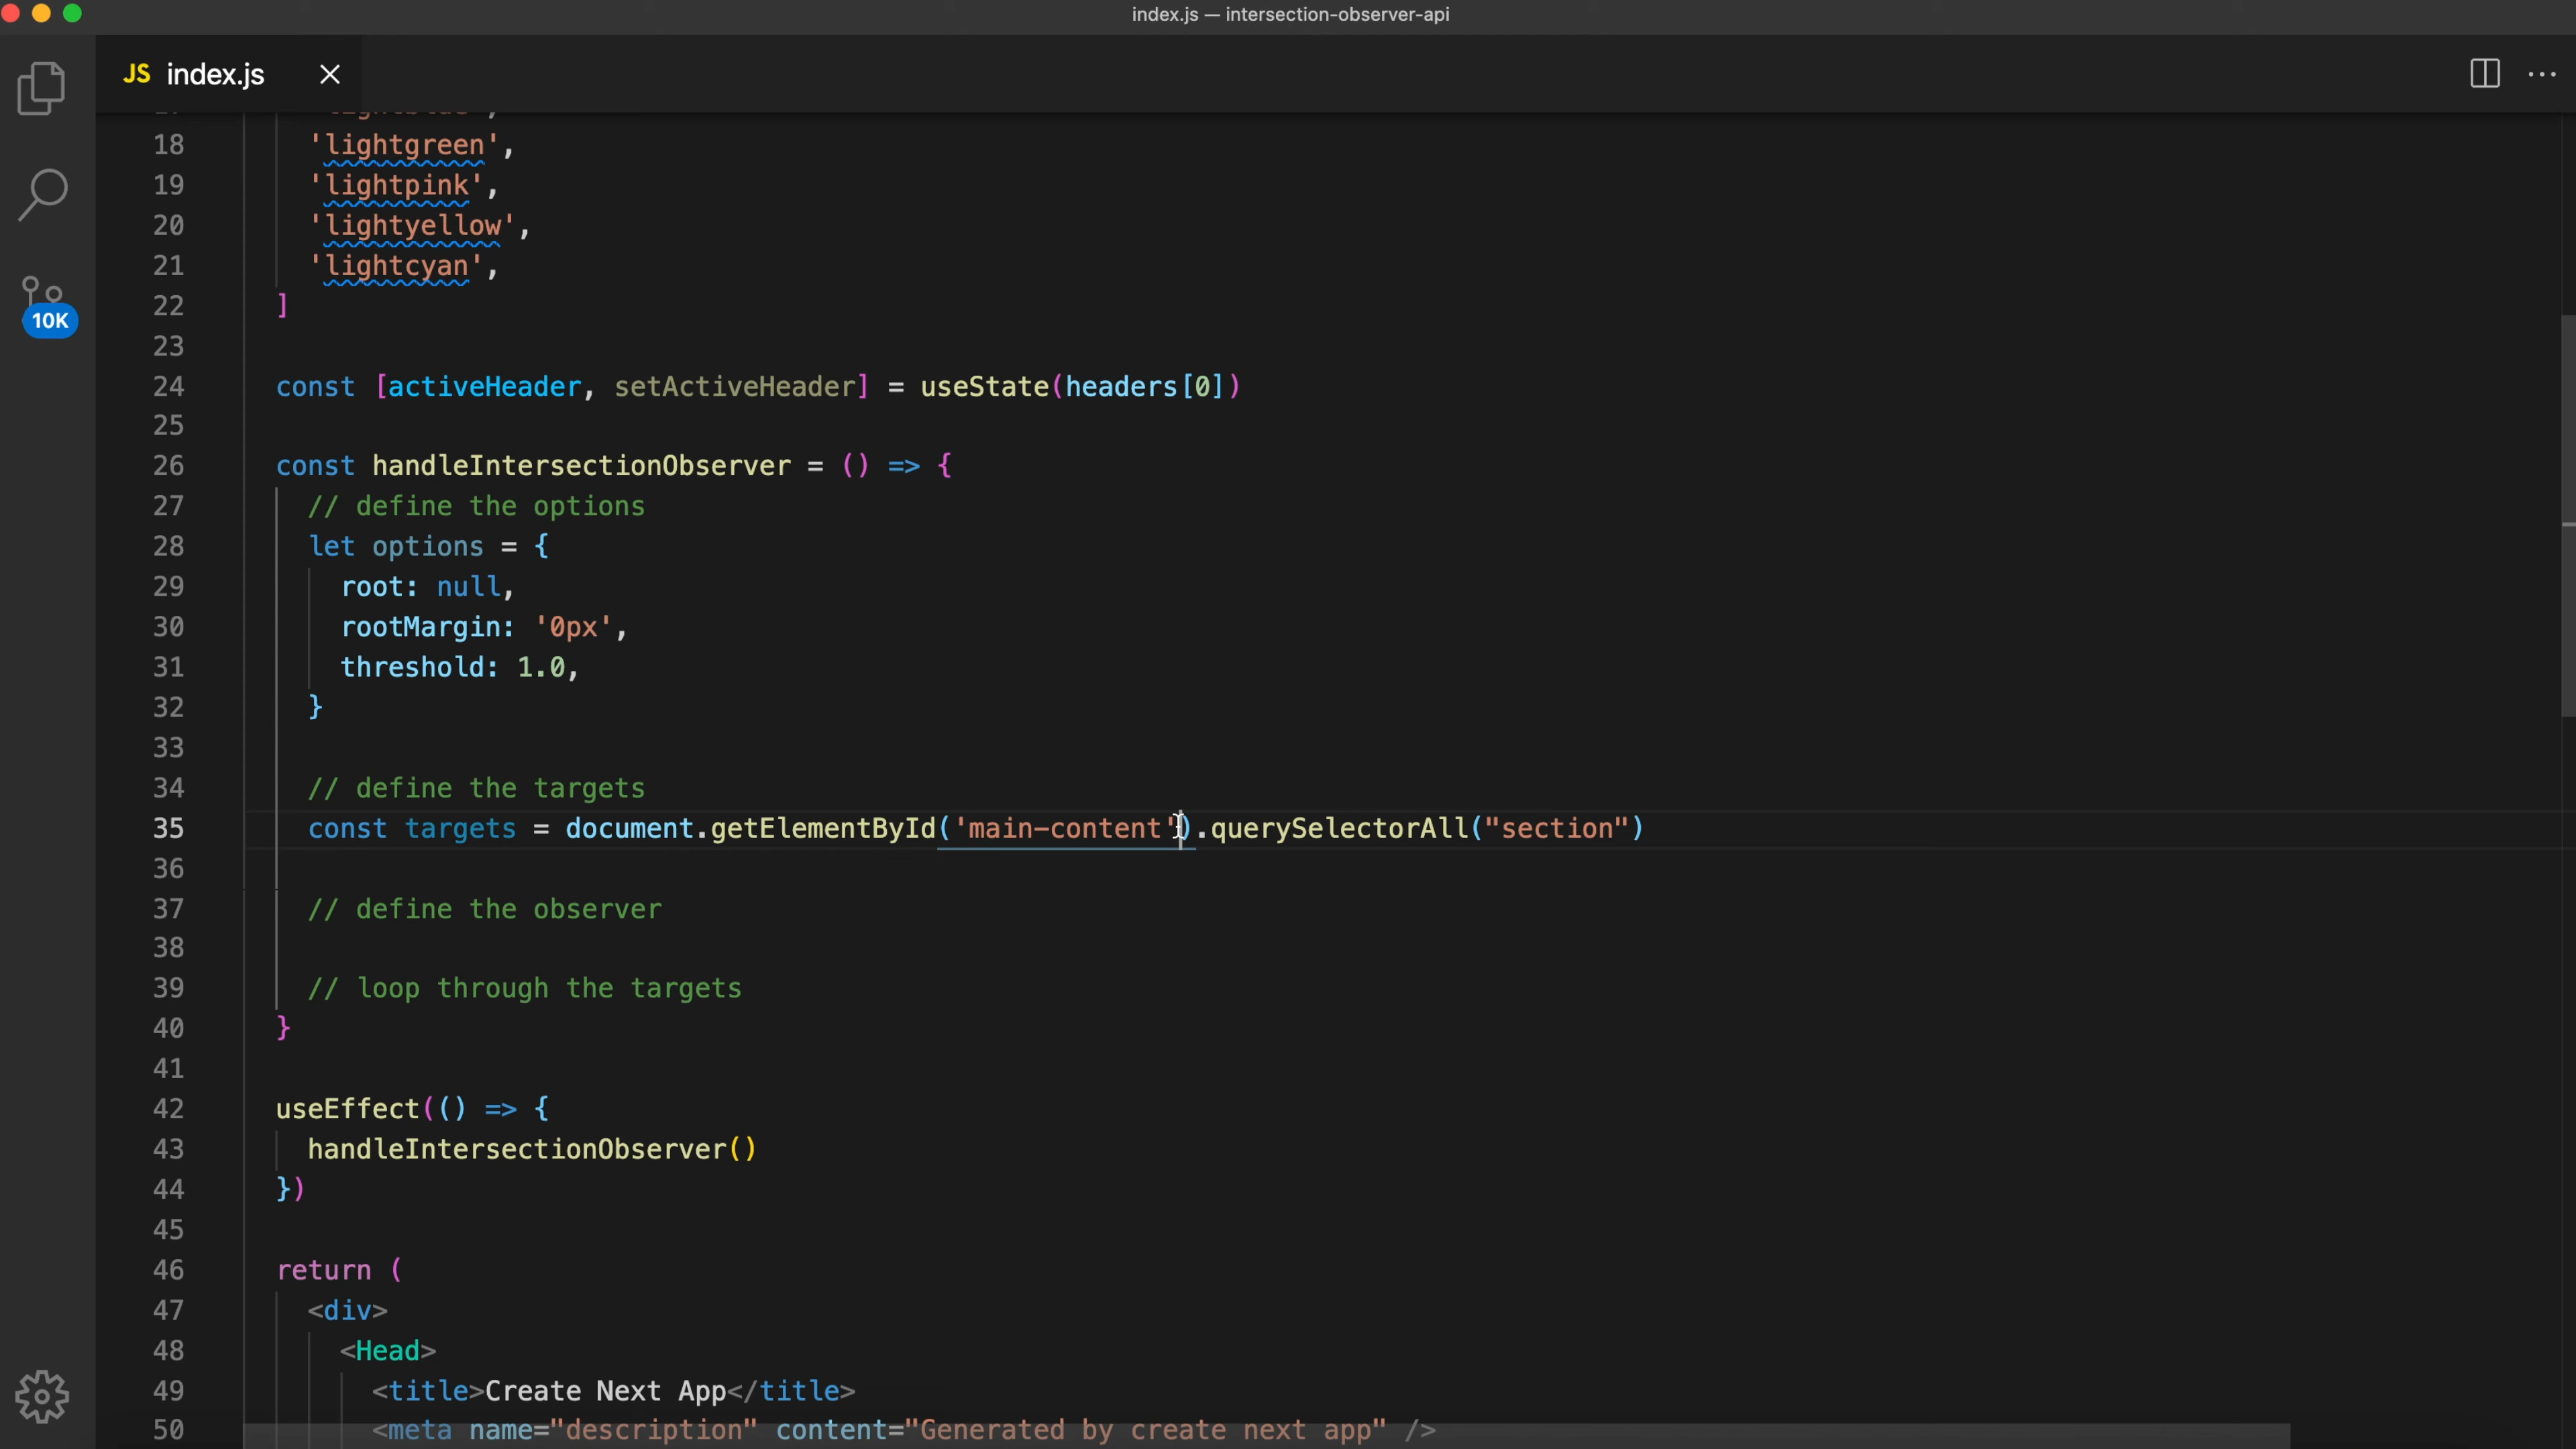 index.js — intersection-observer-api
JS index.js
18 'lightgreen',
19 'lightpink',
20 'lightyellow',
21 'lightcyan',
22 ]
23
24 const [activeHeader, setActiveHeader] = useState(headers[0])
25
26 const handleIntersectionObserver = () => {
27 // define the options
28 let options = {
29 root: null,
30 rootMargin: '0px',
31 threshold: 1.0,
32 }
33
34 // define the targets
35 const targets = document.getElementById('main-content').querySelectorAll("section")
36
37 // define the observer
38
39 // loop through the targets
40 }
41
42 useEffect(() => {
43 handleIntersectionObserver()
44 })
45
46 return (
47 <div>
48 <Head>
49 <title>Create Next App</title>
50 <meta name="description" content="Generated by create next app" />
10K